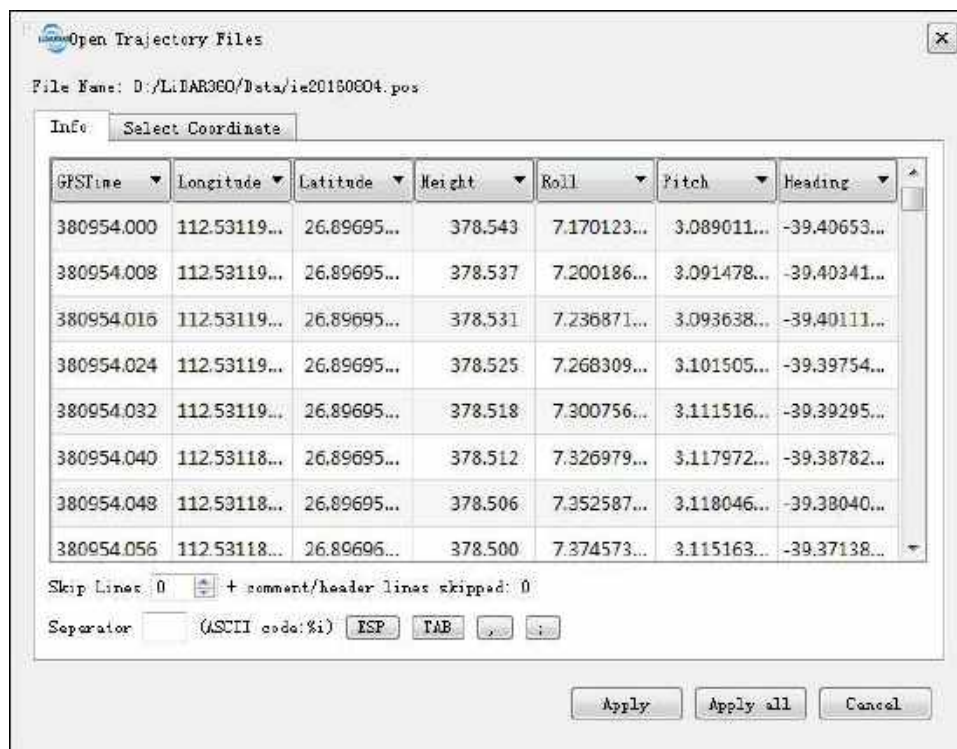 Open Trajectory Files
File Name: D:/LiDAR360/Data/ie20160804.pos
Info Select Coordinate
GPSTime Longitude Latitude Height Roll Pitch Heading
380954.000 112.53119... 26.89695... 378.543 7.170123... 3.089011... -39.40653...
380954.008 112.53119... 26.89695... 378.537 7.200186... 3.091478... -39.40341...
380954.016 112.53119... 26.89695... 378.531 7.236871... 3.093638... -39.40111...
380954.024 112.53119... 26.89695... 378.525 7.268309... 3.101505... -39.39754...
380954.032 112.53119... 26.89695... 378.518 7.300756... 3.111516... -39.39295...
380954.040 112.53118... 26.89695... 378.512 7.326979... 3.117972... -39.38782...
380954.048 112.53118... 26.89695... 378.506 7.352587... 3.118046... -39.38040...
380954.056 112.53118... 26.89696... 378.500 7.374573... 3.115163... -39.37138...
Skip Lines 0 + comment/header lines skipped: 0
Separator (ASCII code:%i) ESP TAB , ;
Apply Apply all Cancel